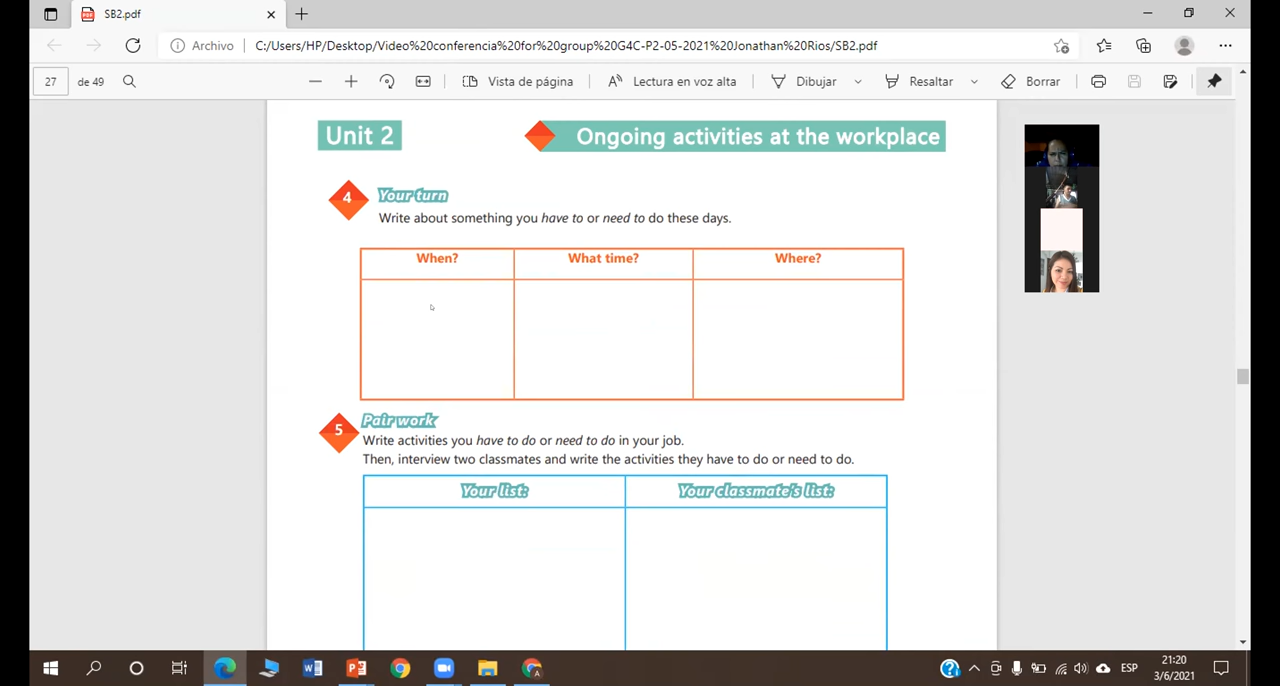 SB2.pdf
Archivo
C:/Users/HP/Desktop/Video%20conferencia%20for%20group%20G4C-P2-05-2021%20Jonathan%20Rios/SB2.pdf
27 de 49
Vista de página
Lectura en voz alta
Dibujar
Resaltar
Borrar
Unit 2
Ongoing activities at the workplace
4 Your turn
Write about something you have to or need to do these days.
When? What time? Where?
5 Pair work
Write activities you have to do or need to do in your job.
Then, interview two classmates and write the activities they have to do or need to do.
Your list: Your classmate's list:
ESP
21:20
3/6/2021